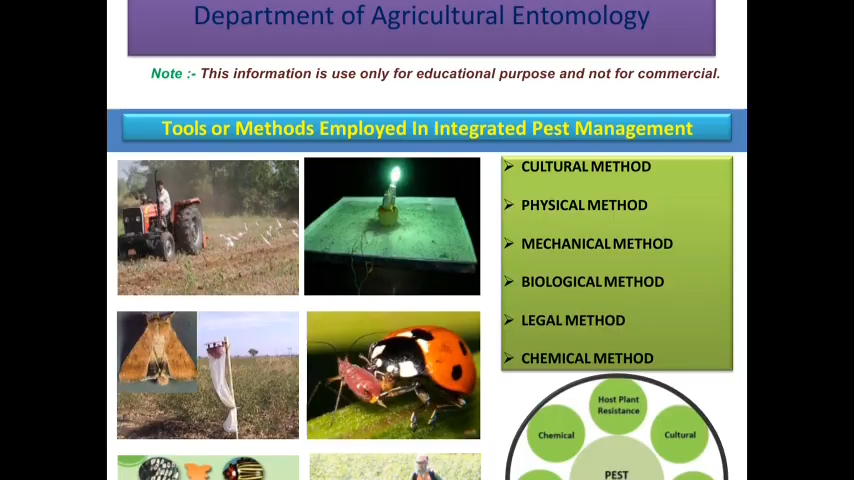 Department of Agricultural Entomology
Note :- This information is use only for educational purpose and not for commercial.
Tools or Methods Employed In Integrated Pest Management
➢ CULTURAL METHOD
➢ PHYSICAL METHOD
➢ MECHANICAL METHOD
➢ BIOLOGICAL METHOD
➢ LEGAL METHOD
➢ CHEMICAL METHOD
Host Plant
Resistance
Chemical
Cultural
PEST